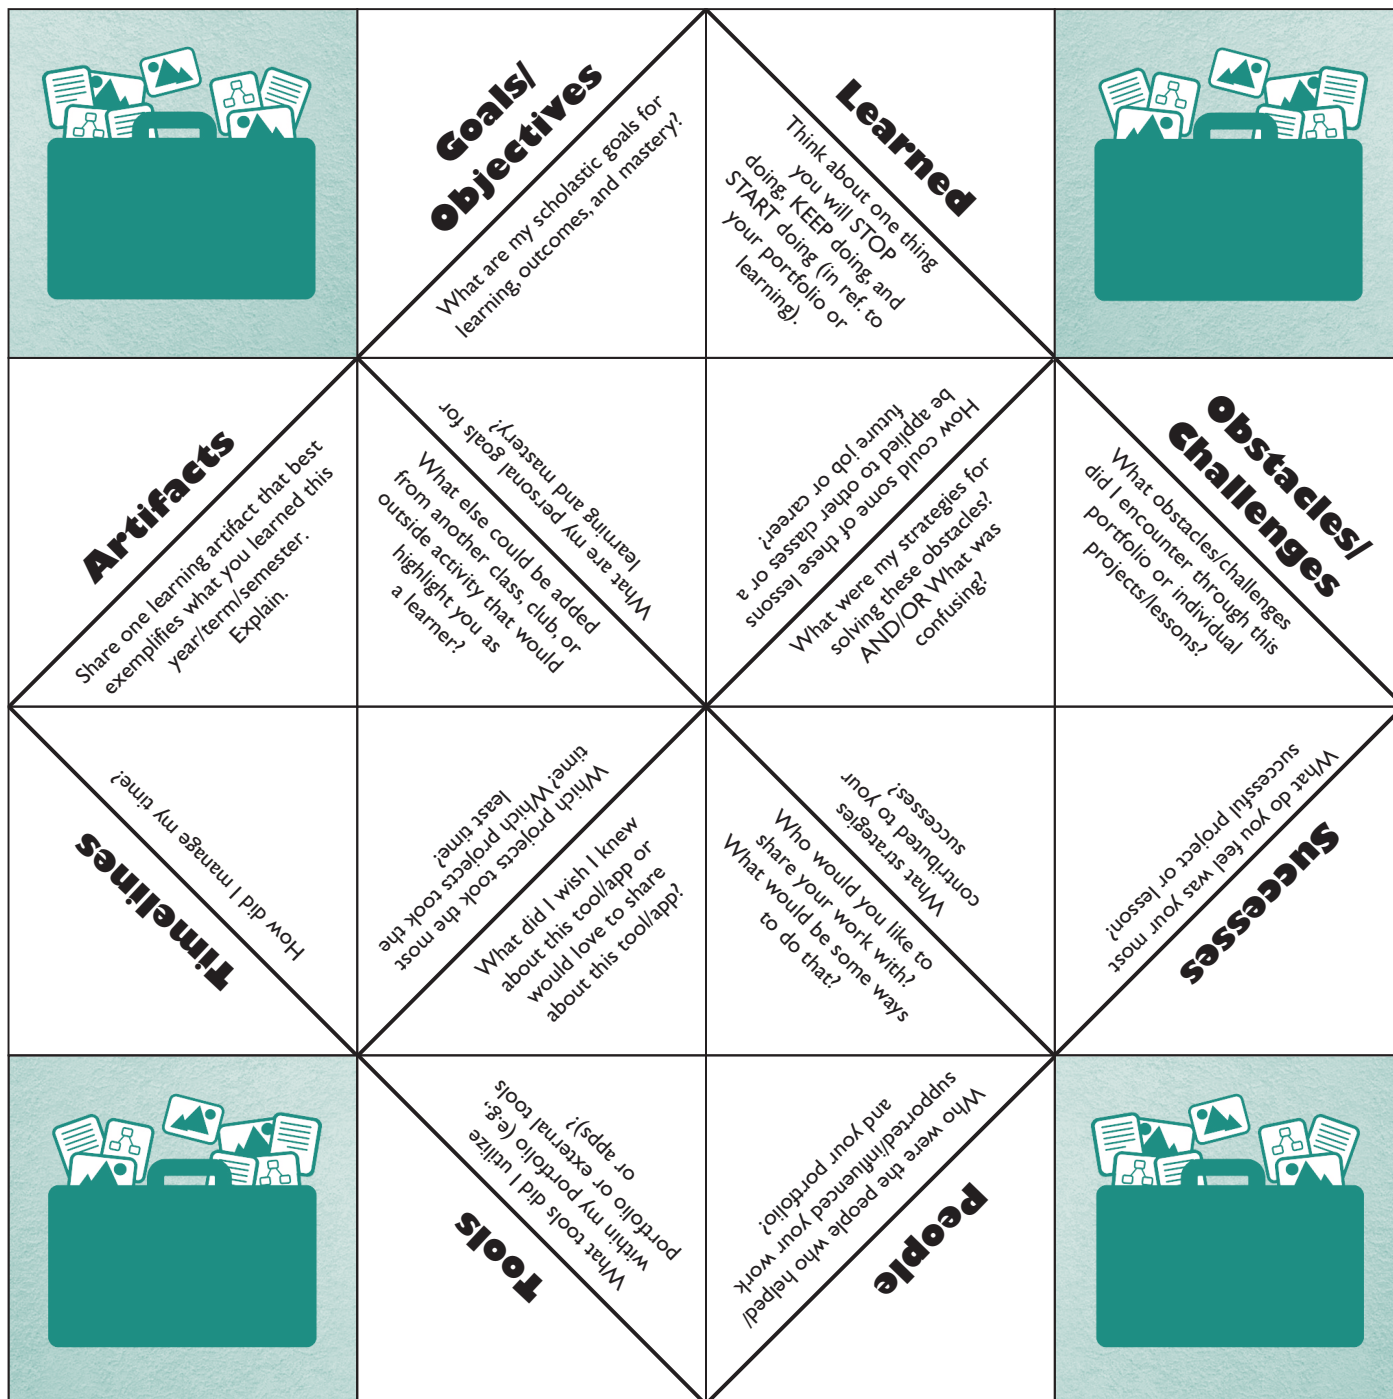 Goals/
Objectives
What are my scholastic goals for
learning, outcomes, and mastery?
Learned
Think about one thing
you will STOP
doing, KEEP doing, and
START doing (in ref. to
your portfolio or
learning).
Artifacts
Share one learning artifact that best
exemplifies what you learned this
year/term/semester.
Explain.
What are my personal goals for
learning and mastery?
What else could be added
from another class, club, or
outside activity that would
highlight you as
a learner?
How could some of these lessons
be applied to other classes or a
future job or career?
What were my strategies for
solving these obstacles?
AND/OR What was
confusing?
Obstacles/
Challenges
What obstacles/challenges
did I encounter through this
portfolio or individual
projects/lessons?
Timelines
How did I manage my time?
Which projects took the most
time? Which projects took the
least time?
What did I wish I knew
about this tool/app or
would love to share
about this tool/app?
What strategies
contributed to your
successes?
Who would you like to
share your work with?
What would be some ways
to do that?
Successes
What do you feel was your most
successful project or lesson?
Tools
What tools did I utilize
within my portfolio (e.g.,
portfolio or external tools
or apps)?
People
Who were the people who helped/
supported/influenced your work
and your portfolio?